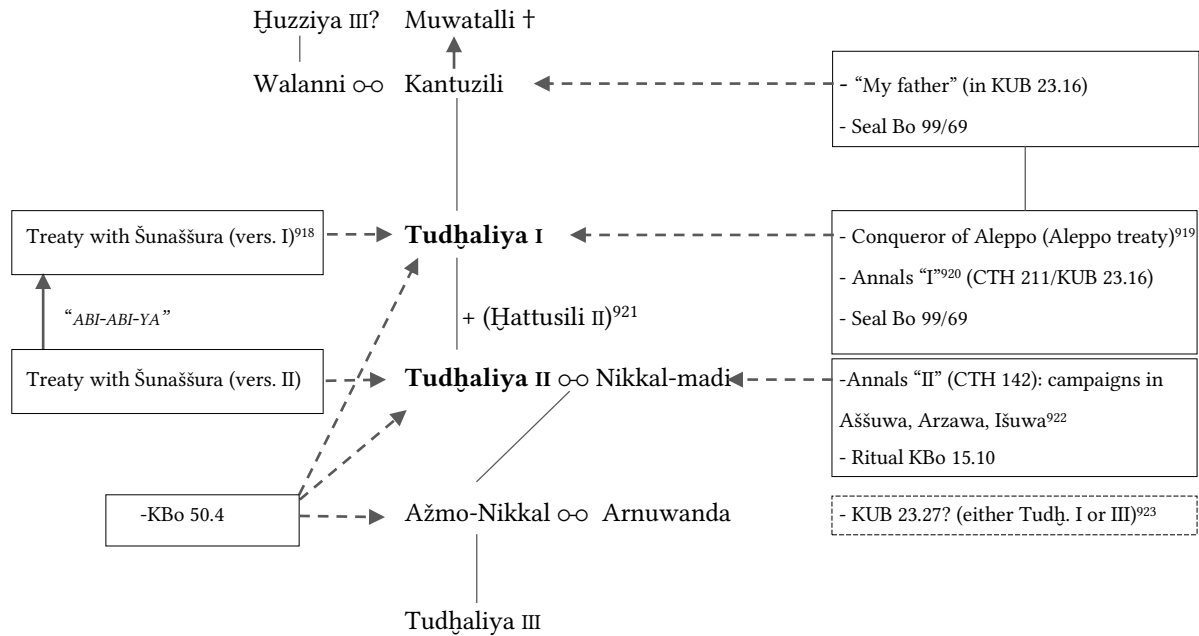 Ḫuzziya III? Muwatalli †
Walanni o-o Kantuzili
- “My father” (in KUB 23.16)
- Seal Bo 99/69
Treaty with Šunaššura (vers. I)918
Tudḫaliya I
- Conqueror of Aleppo (Aleppo treaty)919
- Annals “I”920 (CTH 211/KUB 23.16)
- Seal Bo 99/69
“ABI-ABI-YA”
+ (Ḫattusili II)921
Treaty with Šunaššura (vers. II)
Tudḫaliya II o-o Nikkal-madi
-Annals “II” (CTH 142): campaigns in
Aššuwa, Arzawa, Išuwa922
- Ritual KBo 15.10
-KBo 50.4
Ažmo-Nikkal o-o Arnuwanda
- KUB 23.27? (either Tudḫ. I or III)923
Tudḫaliya III